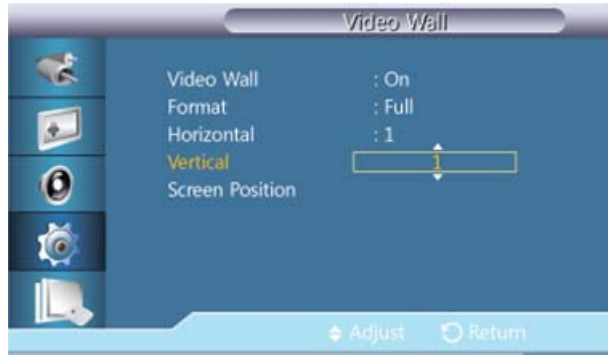 Video Wall
Video Wall : On
Format : Full
Horizontal : 1
Vertical 1
Screen Position
Adjust Return